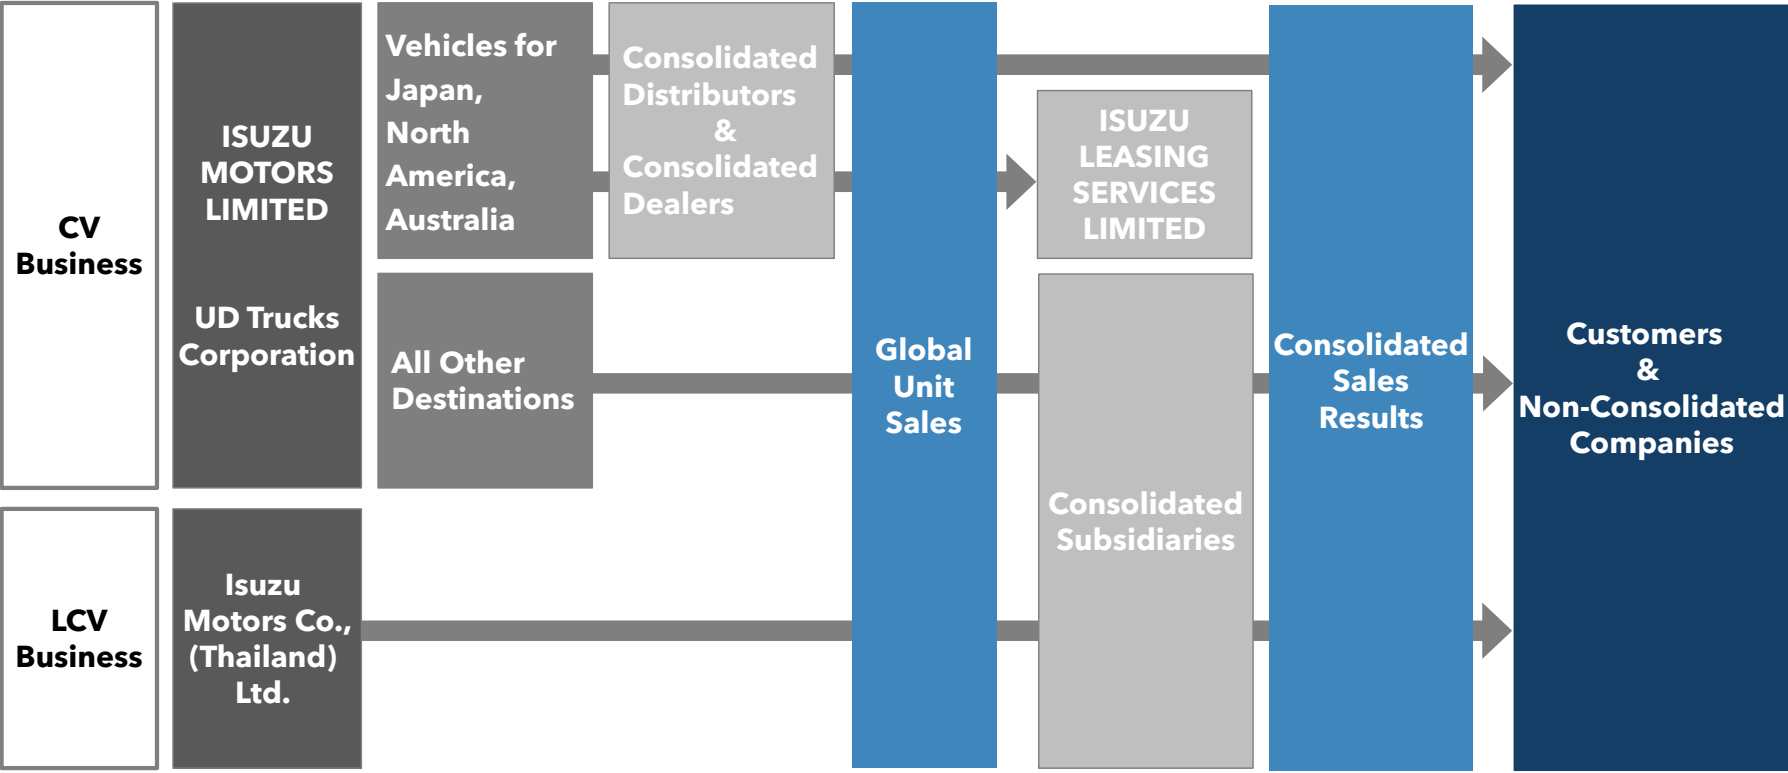 CV
Business
LCV
Business
ISUZU
MOTORS
LIMITED
UD Trucks
Corporation
Isuzu
Motors Co.,
(Thailand)
Ltd.
Vehicles for
Japan,
North
America,
Australia
All Other
Destinations
Consolidated
Distributors
&
Consolidated
Dealers
Global
Unit
Sales
ISUZU
LEASING
SERVICES
LIMITED
Consolidated
Subsidiaries
Consolidated
Sales
Results
Customers
&
Non-Consolidated
Companies